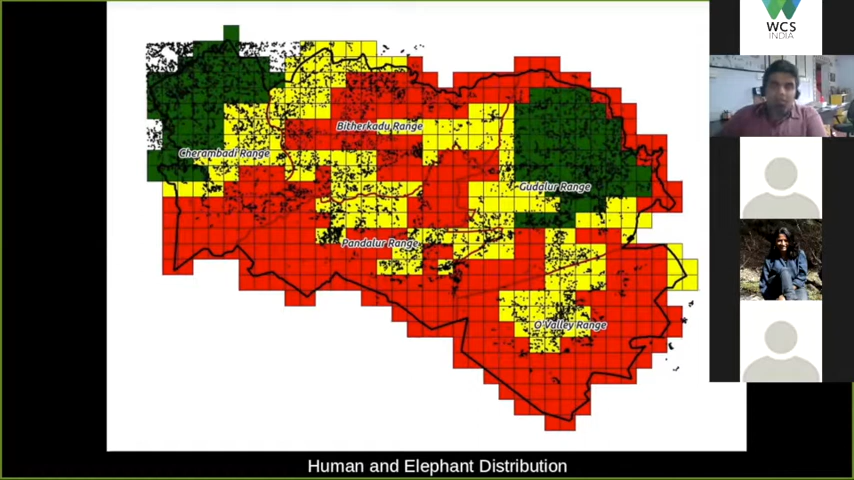 WCS
INDIA
Bitherkadu Range
Cherambadi Range
Gudalur Range
Pandalur Range
O'Valley Range
Human and Elephant Distribution